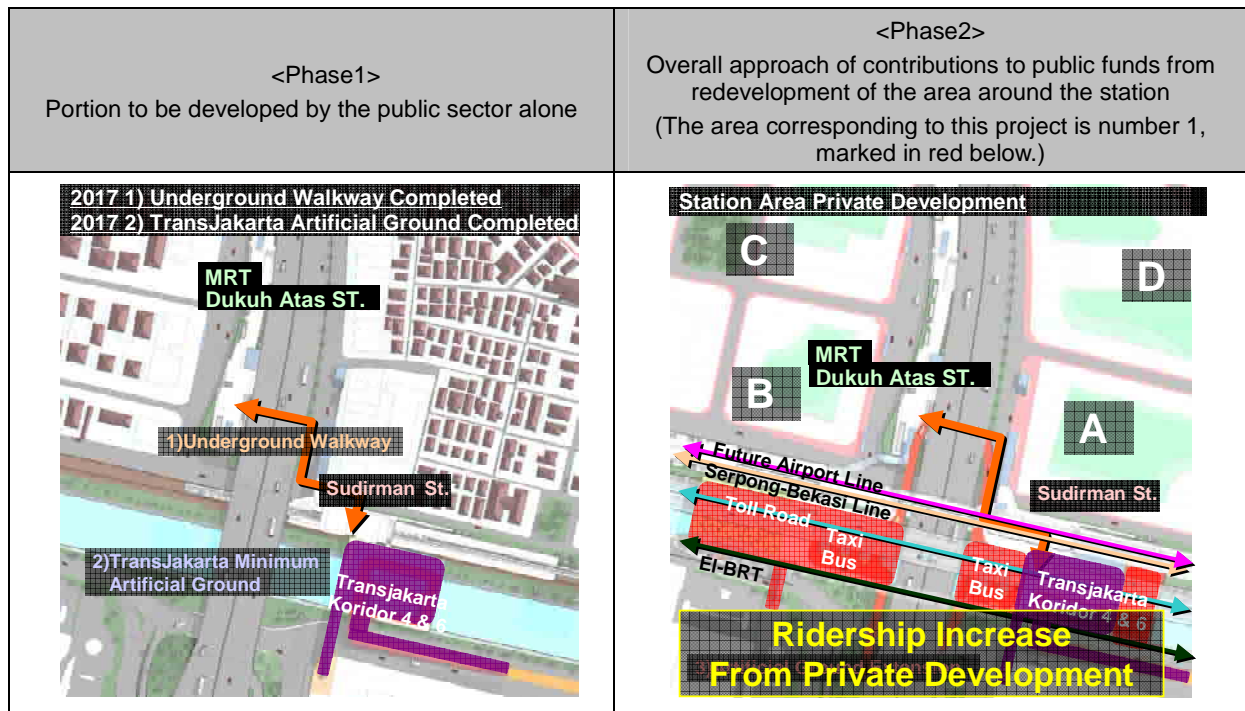 <Phase1>
Portion to be developed by the public sector alone
<Phase2>
Overall approach of contributions to public funds from
redevelopment of the area around the station
(The area corresponding to this project is number 1,
marked in red below.)
2017 1) Underground Walkway Completed
2017 2) TransJakarta Artificial Ground Completed
MRT
Dukuh Atas ST.
1)Underground Walkway
Sudirman St.
2)TransJakarta Minimum
Artificial Ground
Transjakarta
Koridor 4 & 6
Station Area Private Development
C
D
MRT
Dukuh Atas ST.
B
A
Future Airport Line
Serpong-Bekasi Line
Sudirman St.
Toll Road
Taxi
Bus
EI-BRT
Taxi
Bus
Transjakarta
Koridor 4 & 6
Ridership Increase
From Private Development